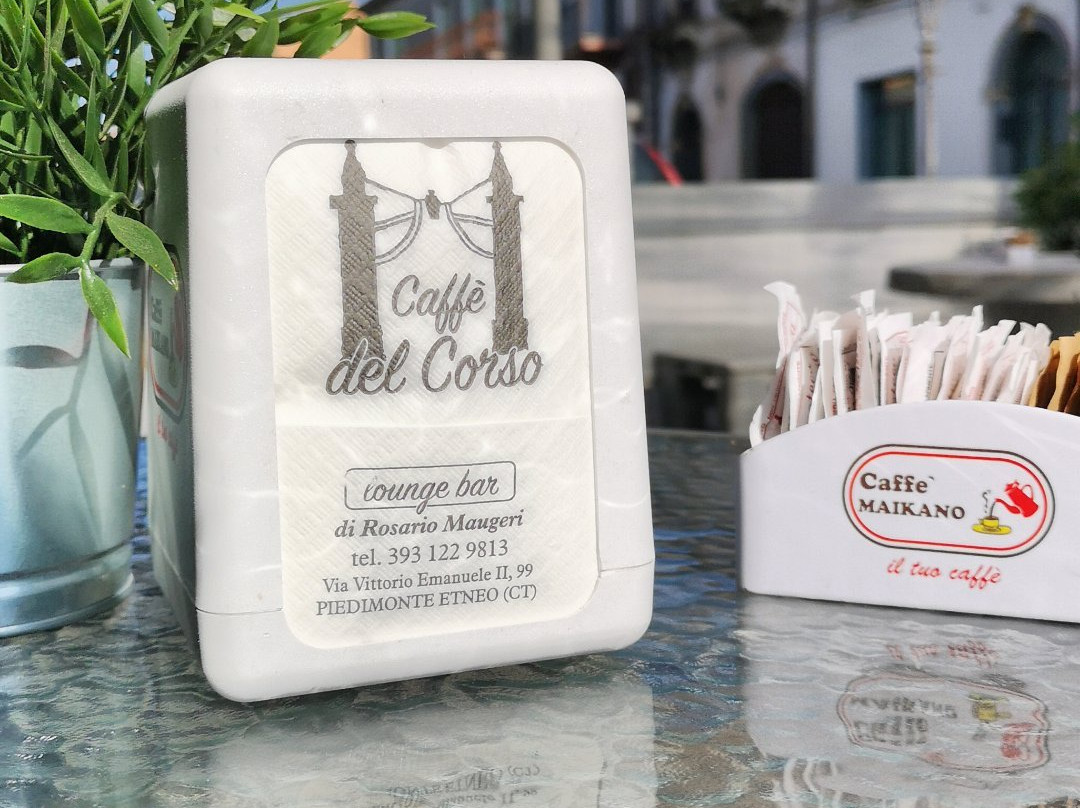 Caffè
del Corso
lounge bar
di Rosario Maugeri
tel. 393 122 9813
Via Vittorio Emanuele II, 99
PIEDIMONTE ETNEO (CT)
Caffe`
MAIKANO
il tuo caffè